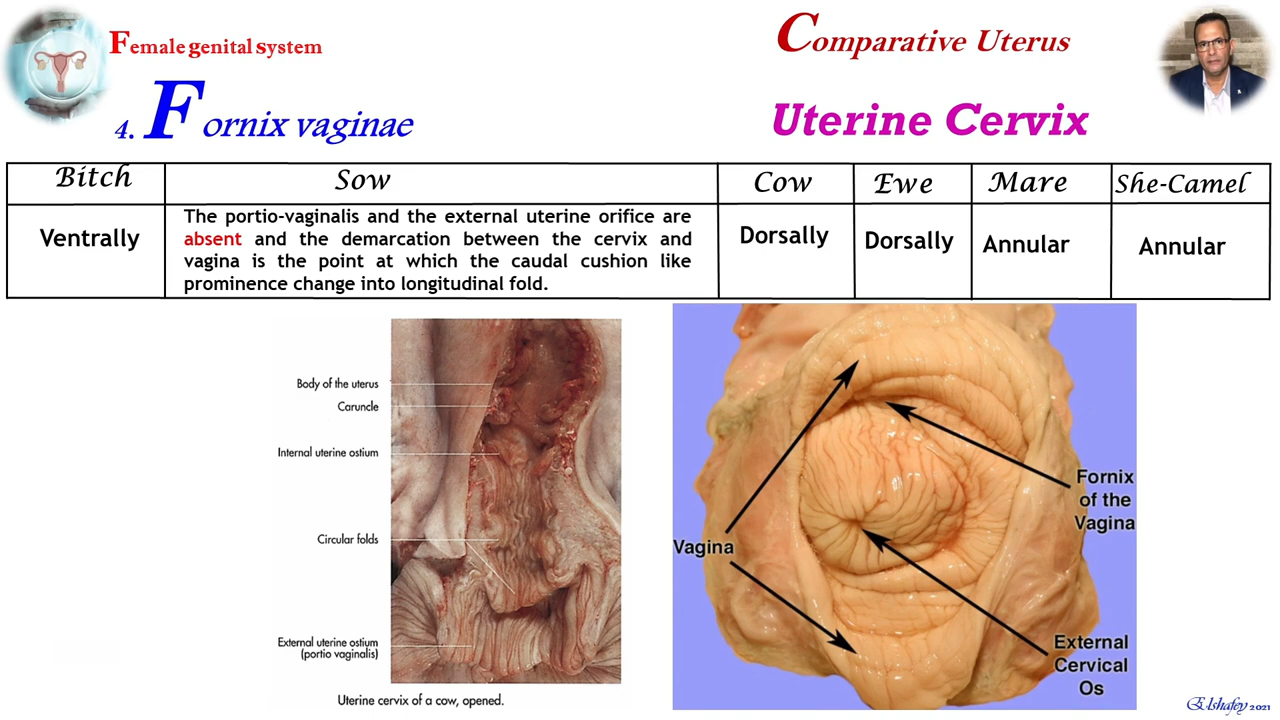 Female genital system
Comparative Uterus
4. Fornix vaginae
Uterine Cervix
Bitch
Sow
Cow
Ewe
Mare
She-Camel
Ventrally
The portio-vaginalis and the external uterine orifice are
absent and the demarcation between the cervix and
vagina is the point at which the caudal cushion like
prominence change into longitudinal fold.
Dorsally
Dorsally
Annular
Annular
Body of the uterus
Caruncle
Internal uterine ostium
Circular folds
External uterine ostium
(portio vaginalis)
Uterine cervix of a cow, opened.
Vagina
Fornix
of the
Vagina
External
Cervical
Os
Elshafey 2021